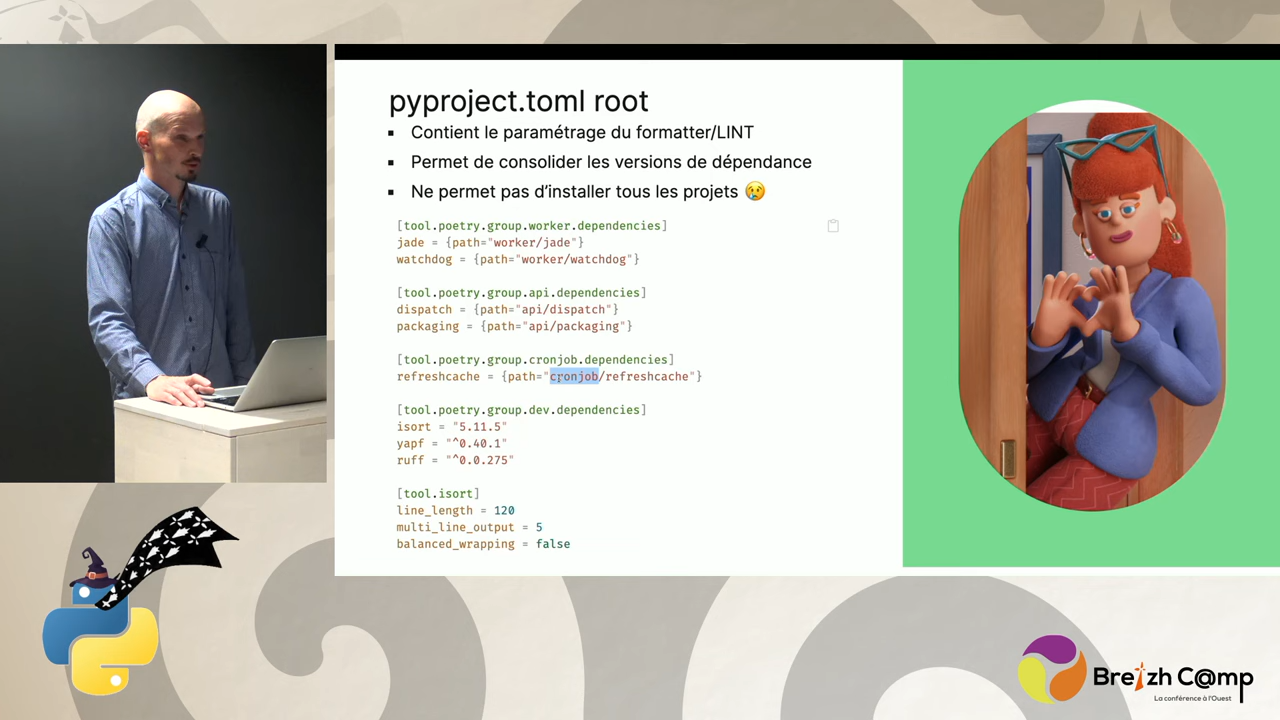 pyproject.toml root
▪ Contient le paramétrage du formatter/LINT
▪ Permet de consolider les versions de dépendance
▪ Ne permet pas d'installer tous les projets 😢
[tool.poetry.group.worker.dependencies]
jade = {path="worker/jade"}
watchdog = {path="worker/watchdog"}
[tool.poetry.group.api.dependencies]
dispatch = {path="api/dispatch"}
packaging = {path="api/packaging"}
[tool.poetry.group.cronjob.dependencies]
refreshcache = {path="cronjob/refreshcache"}
[tool.poetry.group.dev.dependencies]
isort = "5.11.5"
yapf = "^0.40.1"
ruff = "^0.0.275"
[tool.isort]
line_length = 120
multi_line_output = 5
balanced_wrapping = false
Breizh C@mp
La conférence à l'Ouest